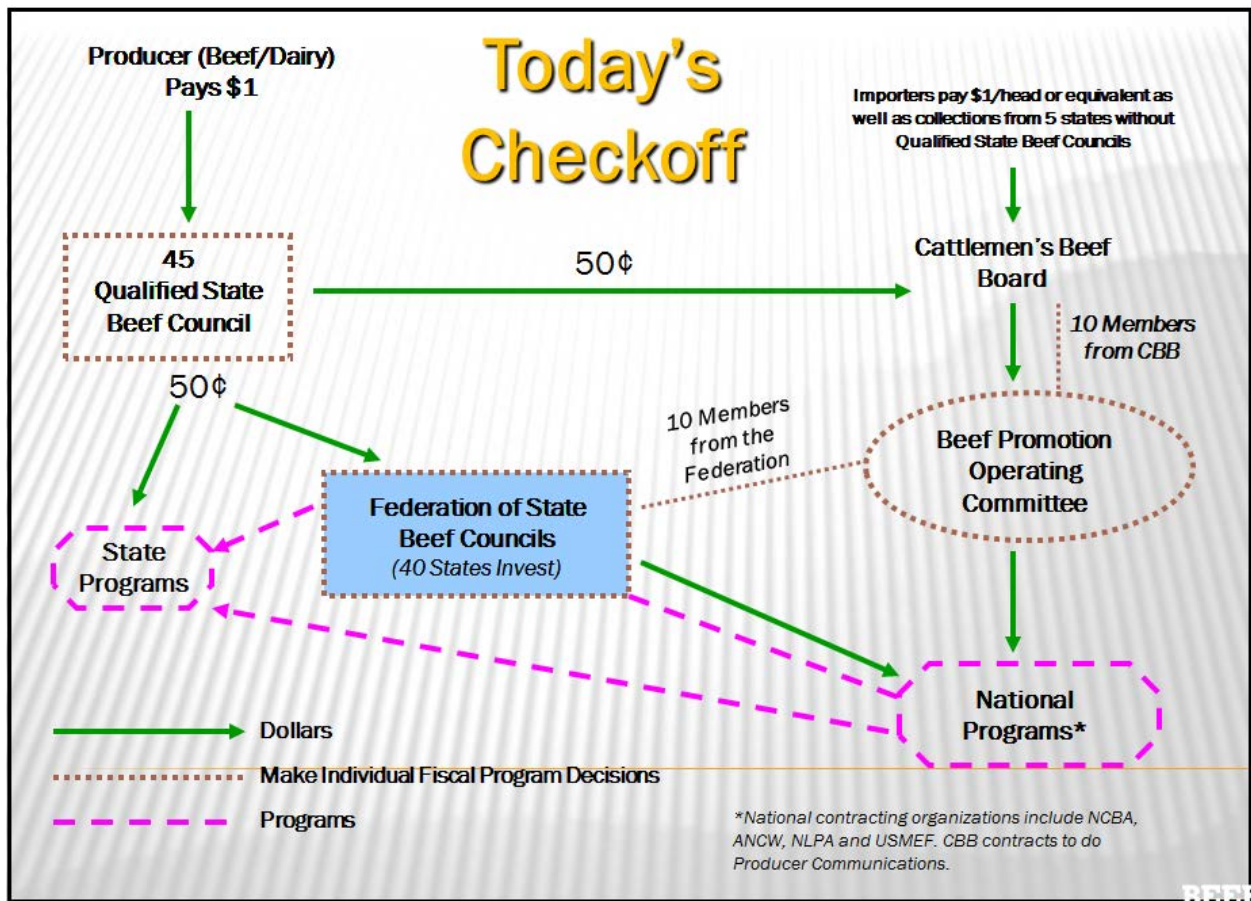 Today's
Checkoff
Producer (Beef/Dairy)
Pays $1
Importers pay $1/head or equivalent as
well as collections from 5 states without
Qualified State Beef Councils
45
Qualified State
Beef Council
50¢
Cattlemen's Beef
Board
10 Members
from CBB
50¢
10 Members
from the
Federation
Beef Promotion
Operating
Committee
Federation of State
Beef Councils
(40 States Invest)
State
Programs
National
Programs*
Dollars
Make Individual Fiscal Program Decisions
Programs
*National contracting organizations include NCBA,
ANCW, NLPA and USMEF. CBB contracts to do
Producer Communications.
BEEF